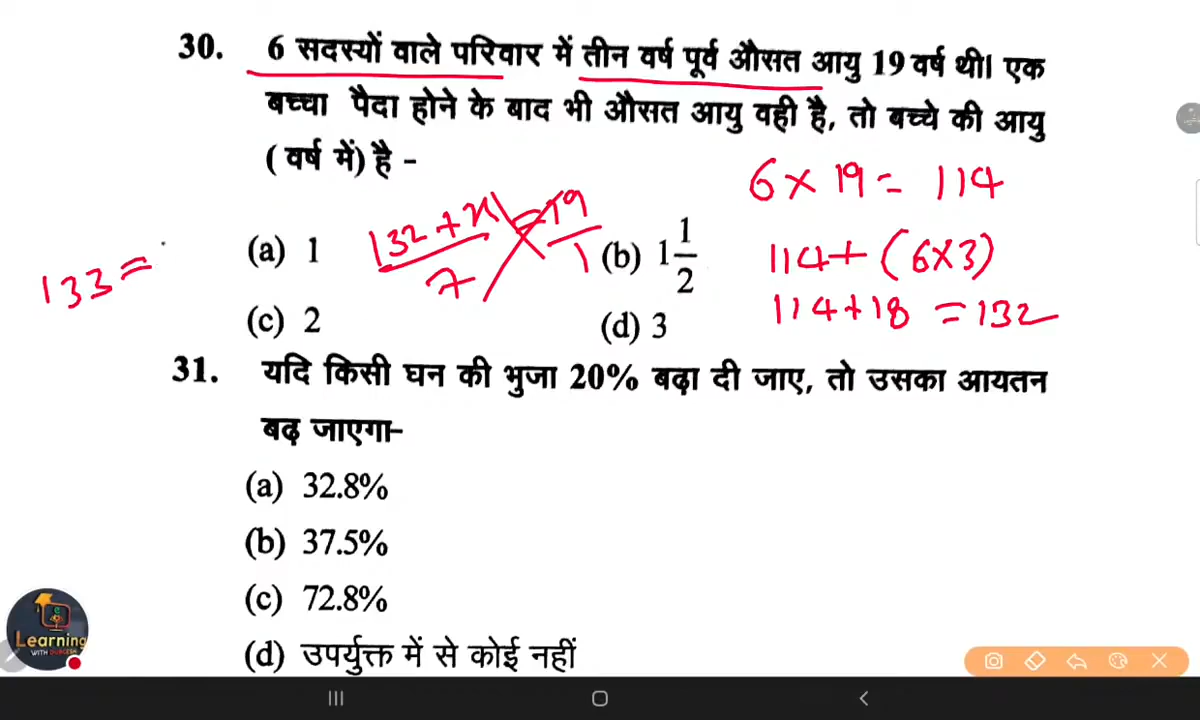 30. 6 सदस्यों वाले परिवार में तीन वर्ष पूर्व औसत आयु 19 वर्ष थी। एक
बच्चा पैदा होने के बाद भी औसत आयु वही है, तो बच्चे की आयु
( वर्ष में) है -
6 × 19 = 114
(a) 1
(b) 1 1/2
(c) 2
(d) 3
133 =
(132 + x)/7 = 19/1
114 + (6×3)
114 + 18 = 132
31. यदि किसी घन की भुजा 20% बढ़ा दी जाए, तो उसका आयतन
बढ़ जाएगा-
(a) 32.8%
(b) 37.5%
(c) 72.8%
(d) उपर्युक्त में से कोई नहीं
Learning